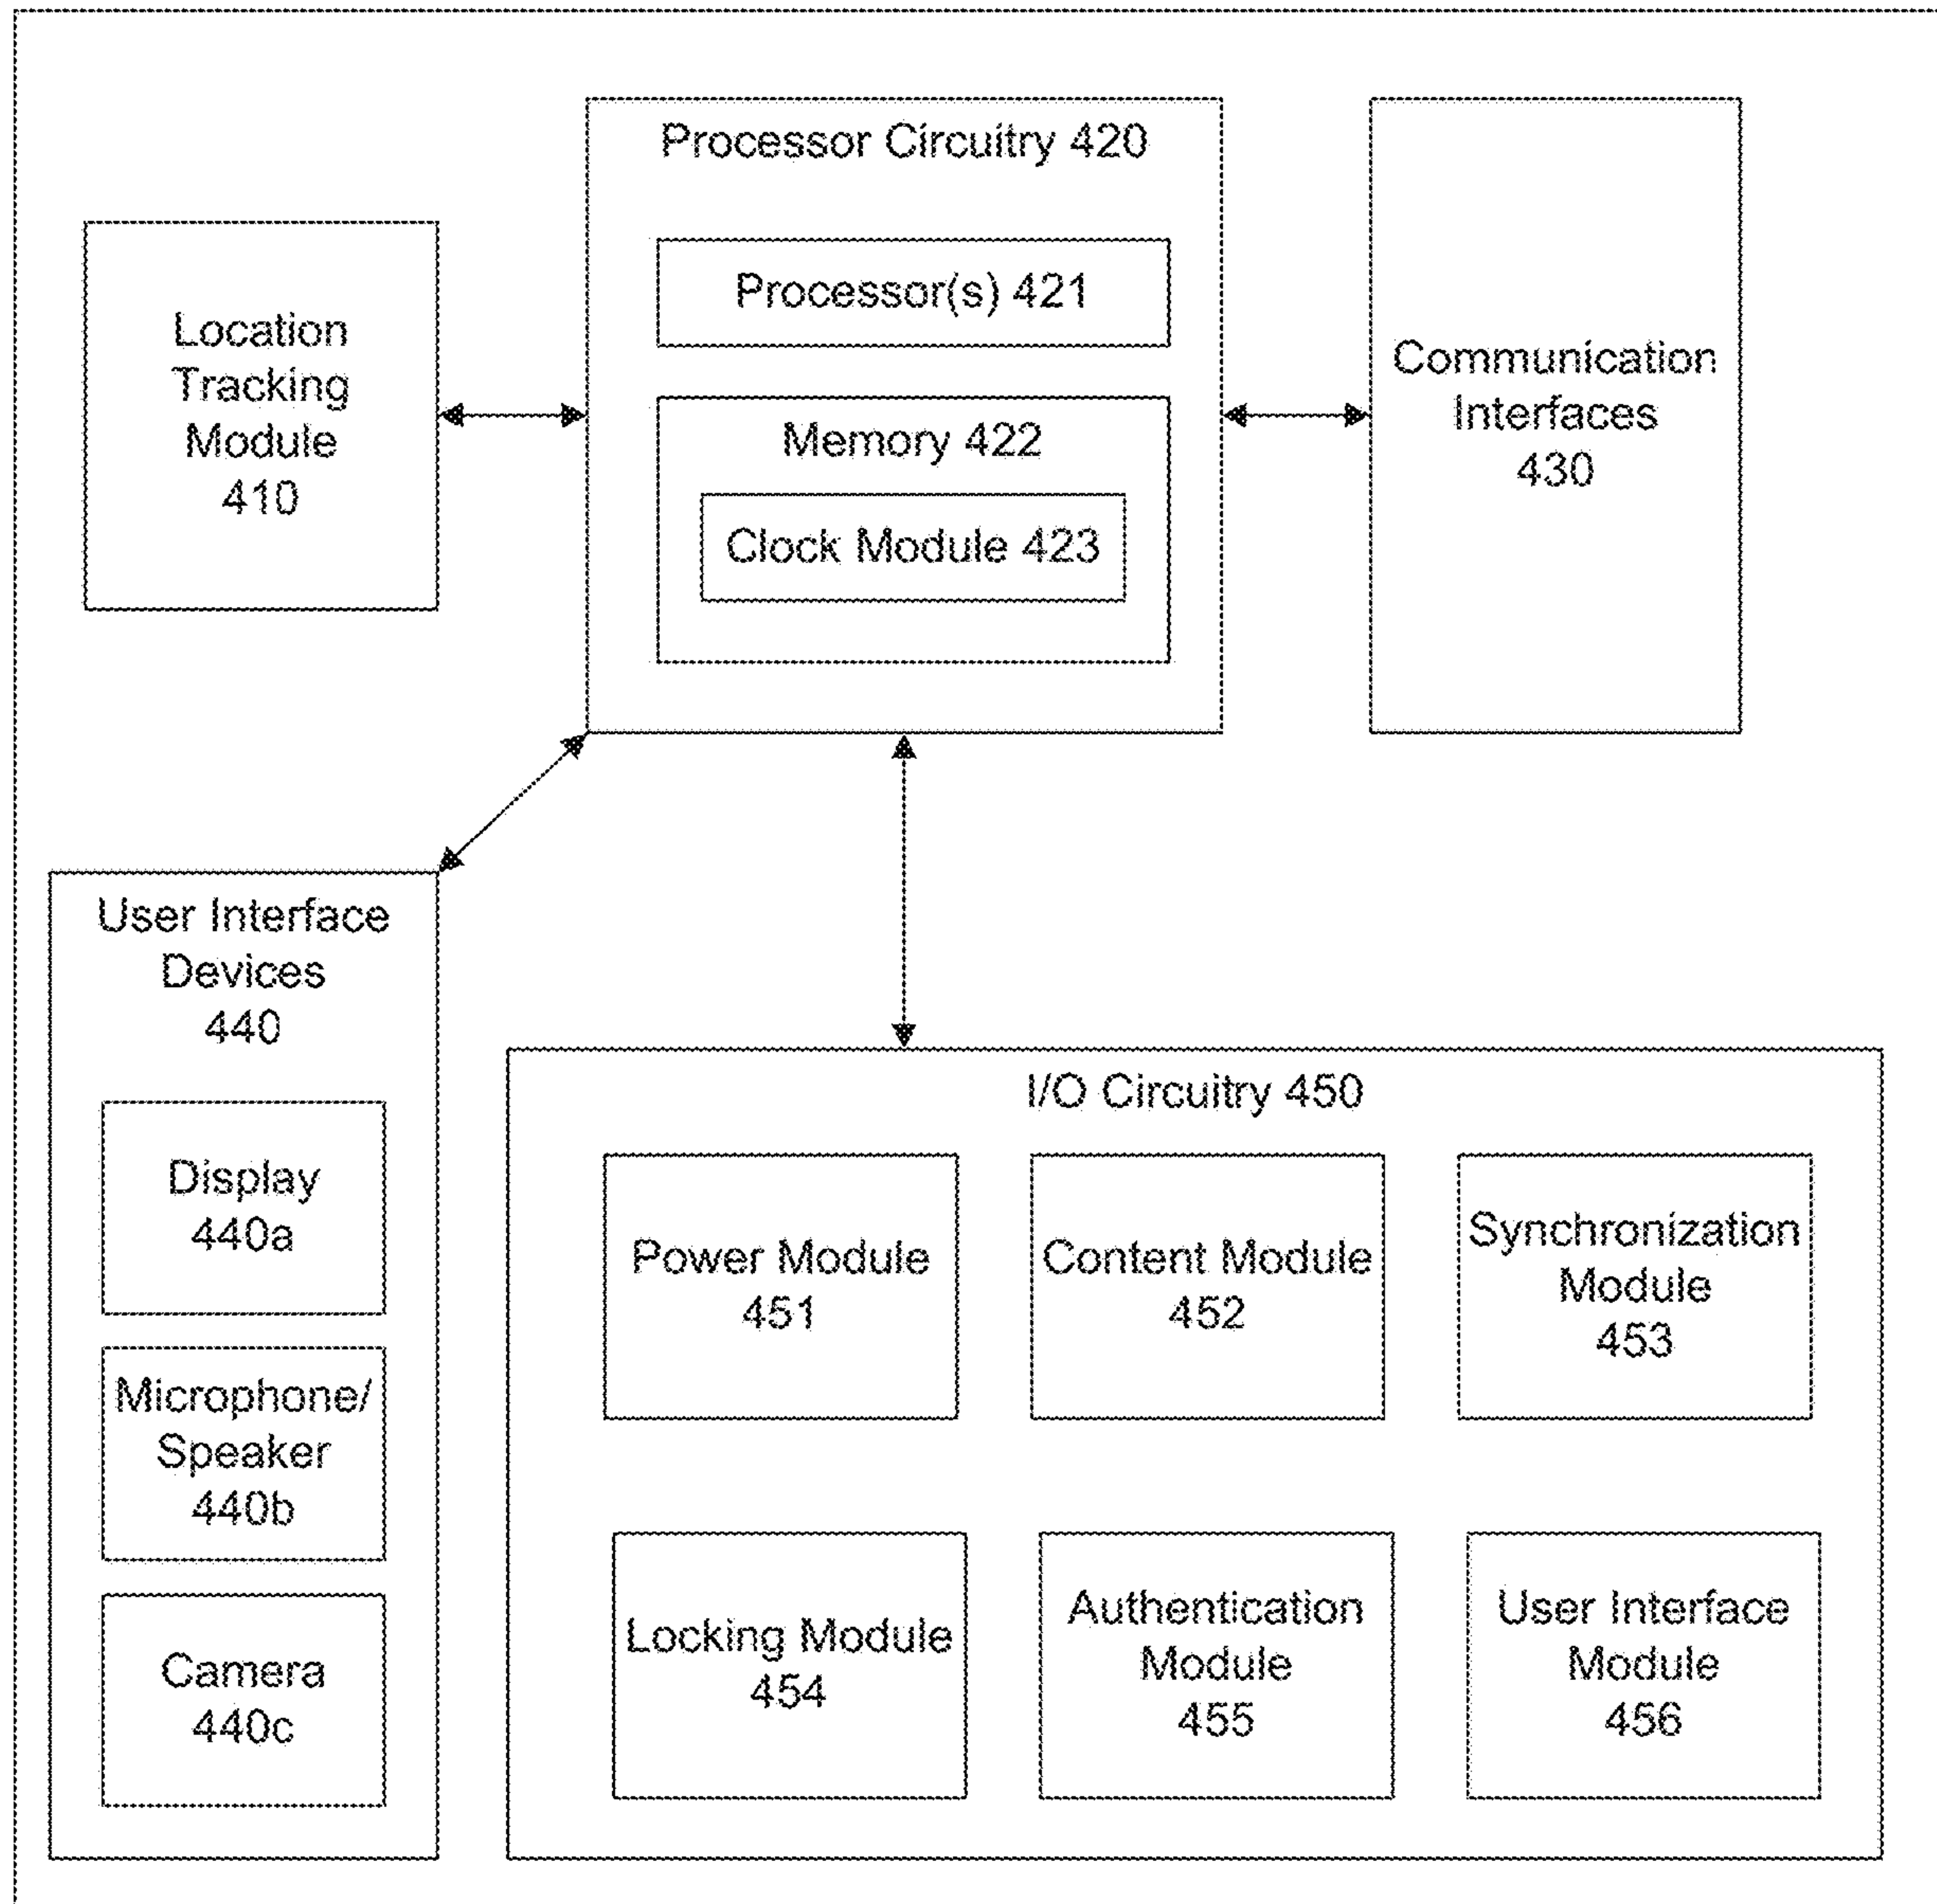 Processor Circuitry 420
Processor(s) 421
Memory 422
Clock Module 423
Location
Tracking
Module
410
Communication
Interfaces
430
User Interface
Devices
440
Display
440a
Microphone/
Speaker
440b
Camera
440c
I/O Circuitry 450
Power Module
451
Content Module
452
Synchronization
Module
453
Locking Module
454
Authentication
Module
455
User Interface
Module
456